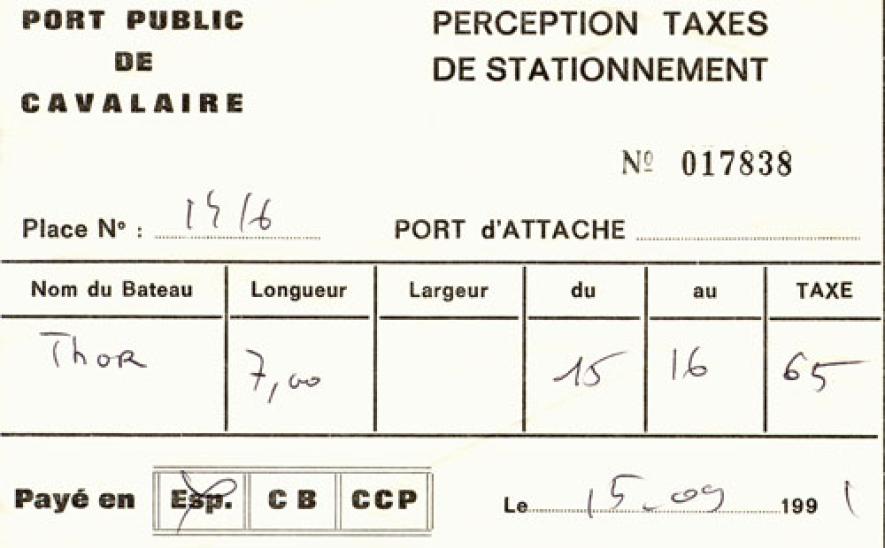 PORT PUBLIC
DE
CAVALAIRE
PERCEPTION TAXES
DE STATIONNEMENT
Nº 017838
Place Nº : PORT d'ATTACHE
Nom du Bateau Longueur Largeur du au TAXE
Thor 7,00 15 16 65
Payé en Esp. CB CCP Le 15.09 1991